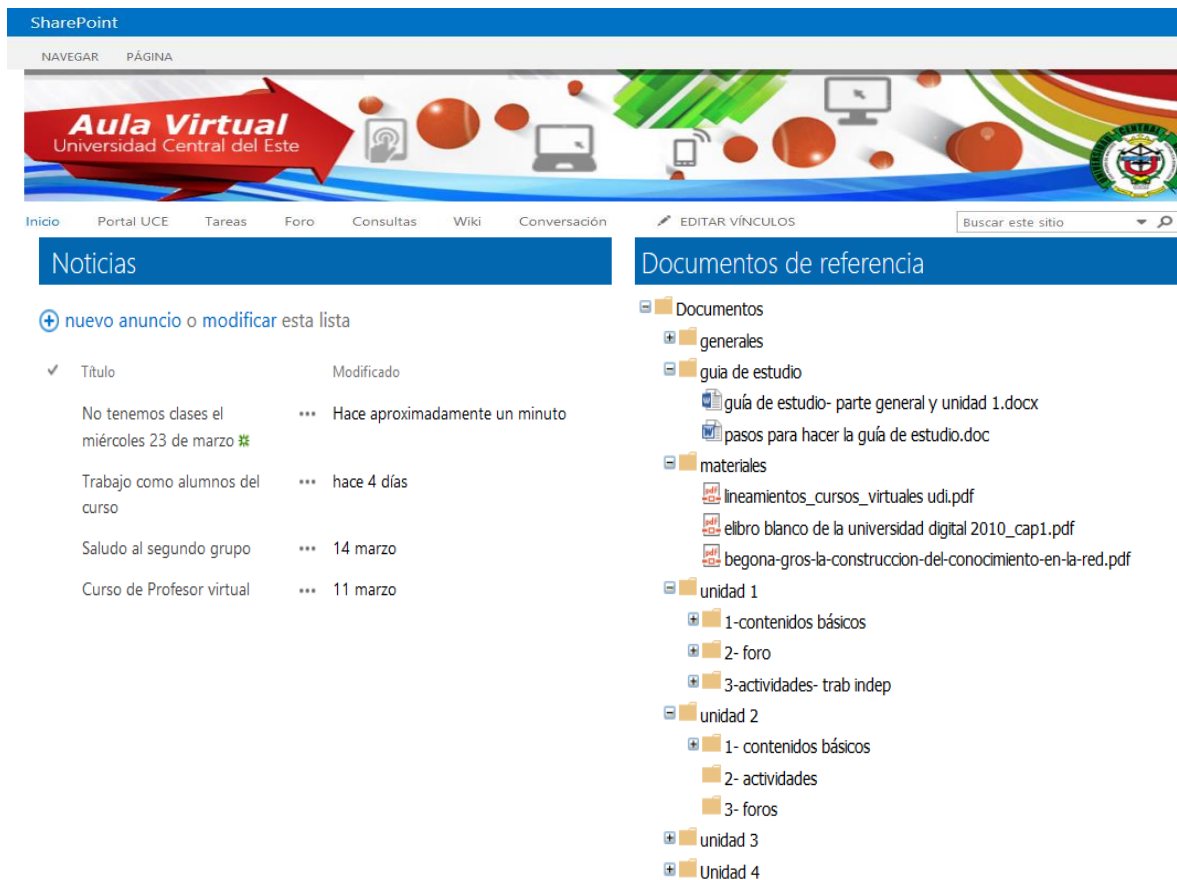 SharePoint
NAVEGAR PÁGINA
Aula Virtual
Universidad Central del Este
Inicio Portal UCE Tareas Foro Consultas Wiki Conversación EDITAR VÍNCULOS Buscar este sitio
Noticias
nuevo anuncio o modificar esta lista
Título Modificado
No tenemos clases el ... Hace aproximadamente un minuto
miércoles 23 de marzo
Trabajo como alumnos del ... hace 4 días
curso
Saludo al segundo grupo ... 14 marzo
Curso de Profesor virtual ... 11 marzo
Documentos de referencia
Documentos
generales
guia de estudio
guía de estudio- parte general y unidad 1.docx
pasos para hacer la guía de estudio.doc
materiales
pdf lineamientos_cursos_virtuales udi.pdf
pdf elibro blanco de la universidad digital 2010_cap1.pdf
pdf begona-gros-la-construccion-del-conocimiento-en-la-red.pdf
unidad 1
1-contenidos básicos
2- foro
3-actividades- trab indep
unidad 2
1- contenidos básicos
2- actividades
3- foros
unidad 3
Unidad 4